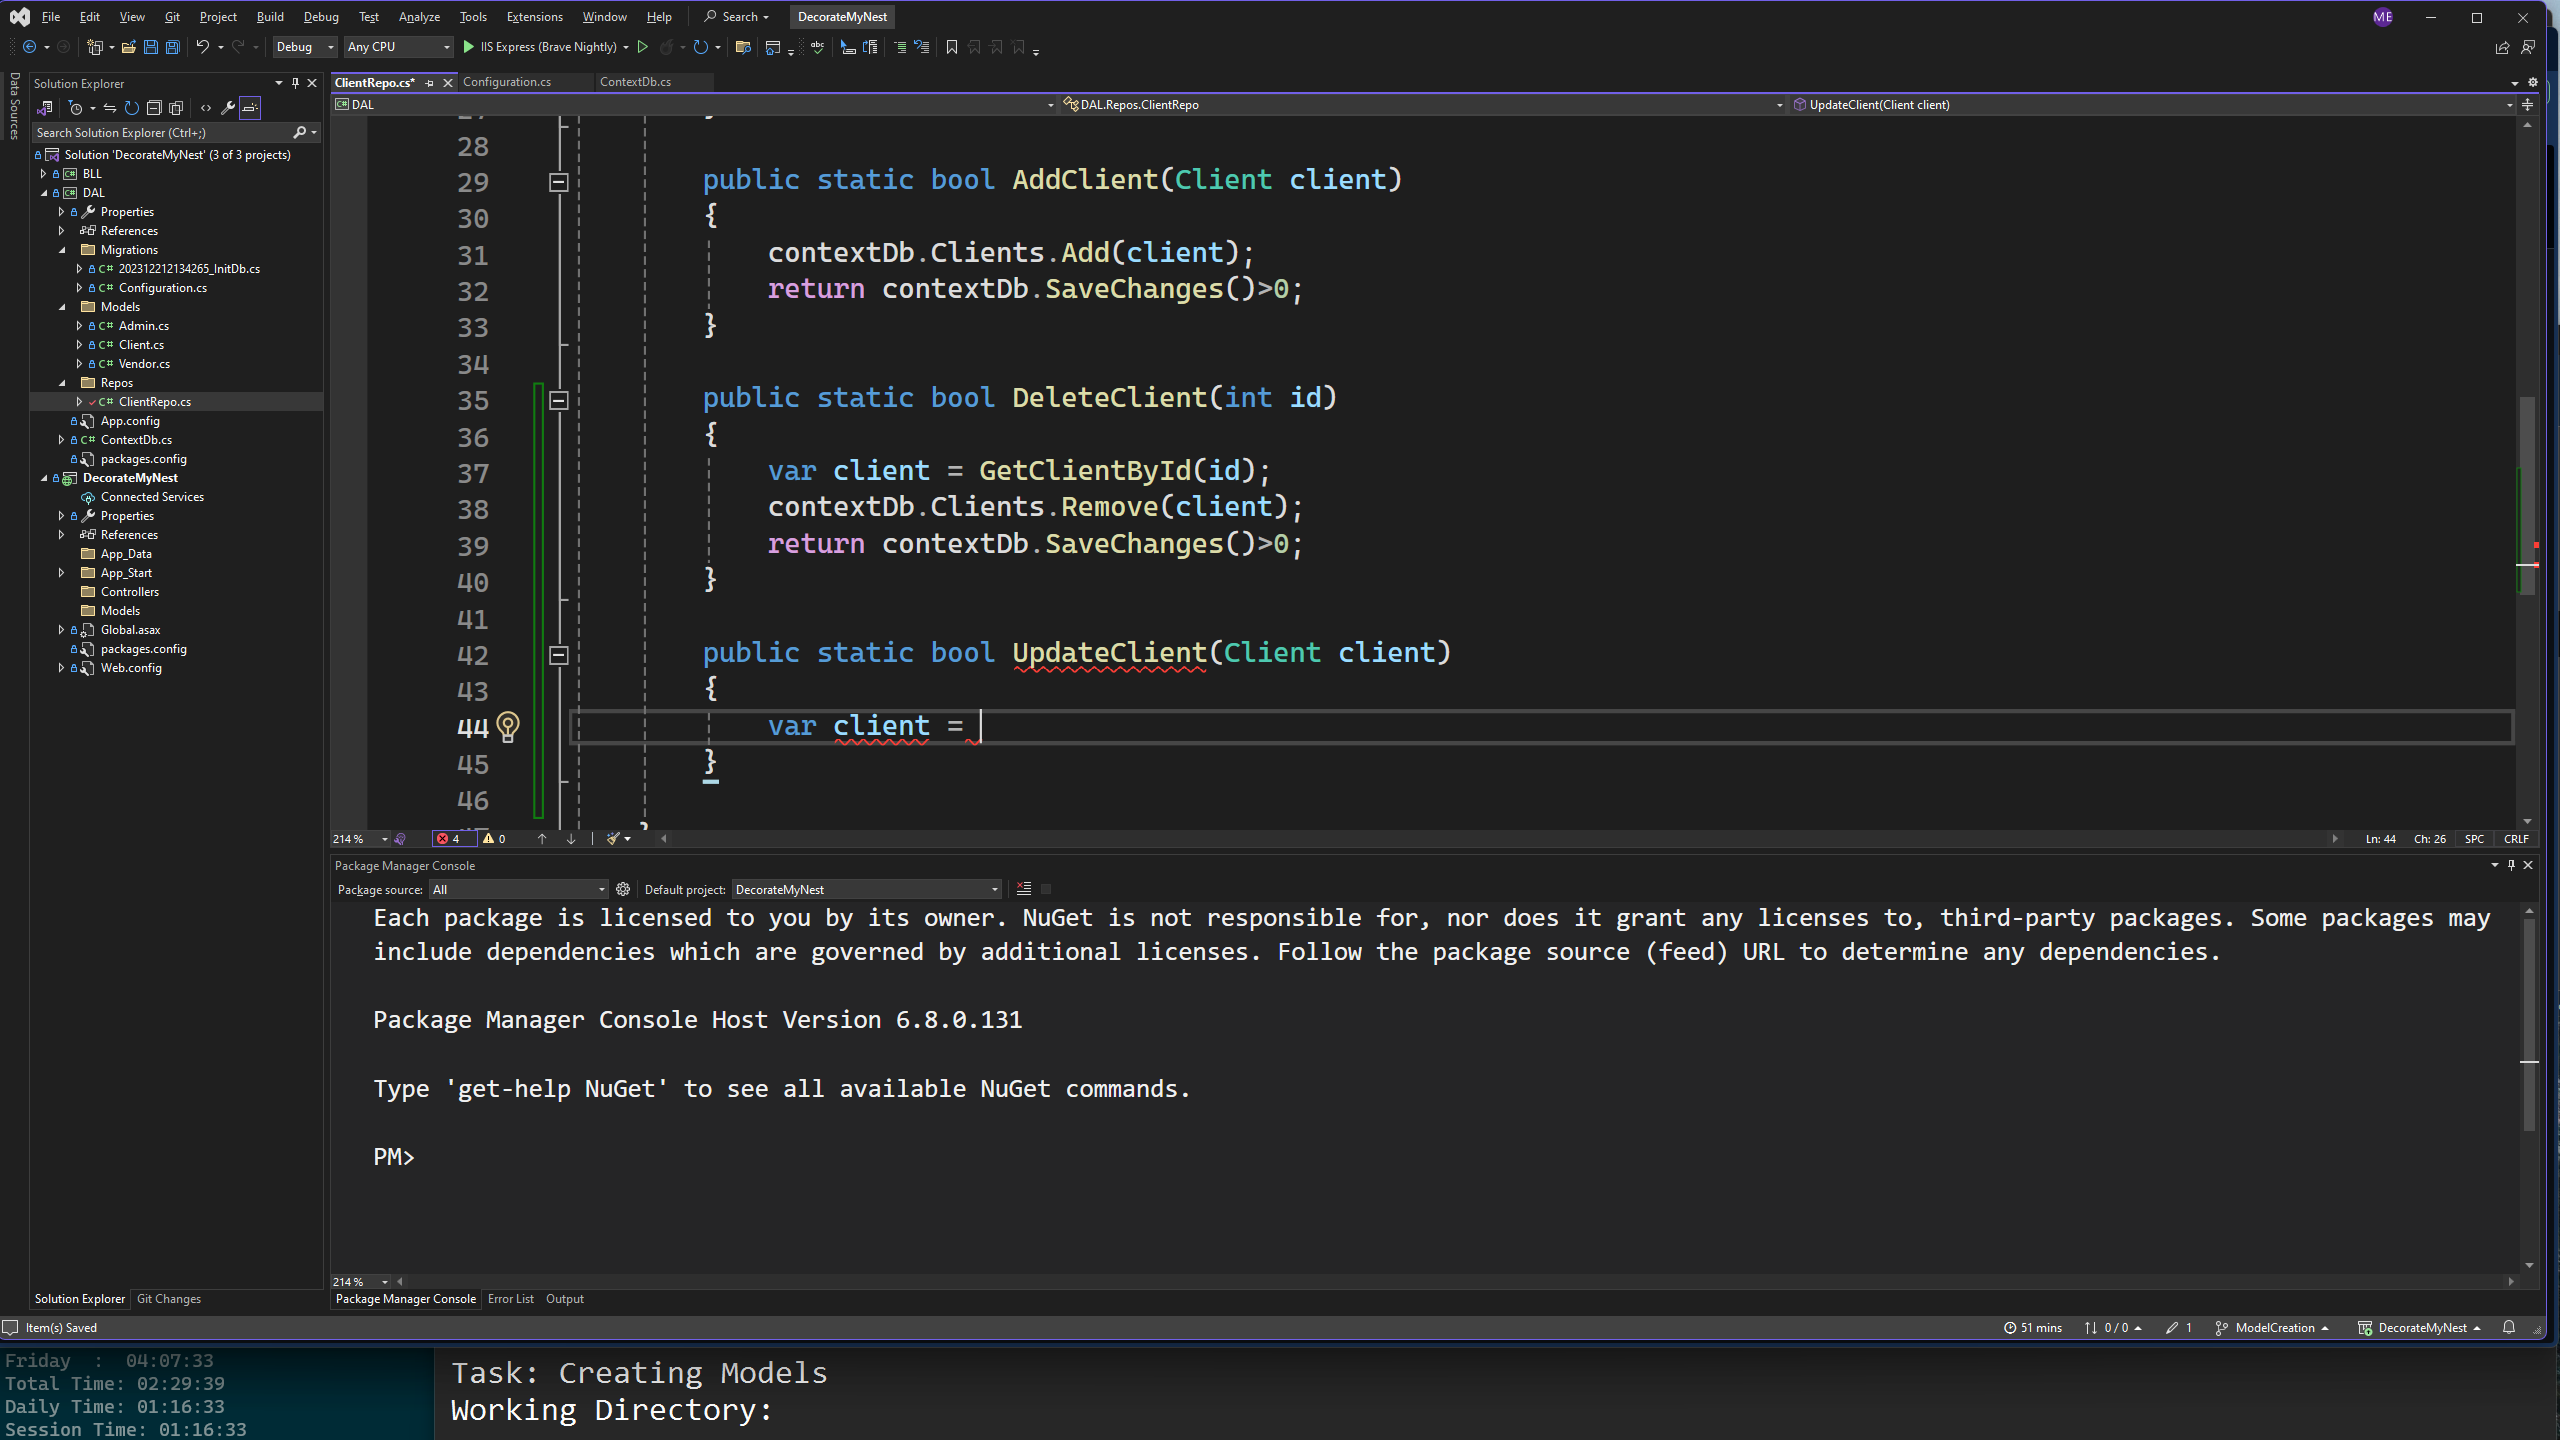 File Edit View Git Project Build Debug Test Analyze Tools Extensions Window Help Search DecorateMyNest ME
Debug Any CPU IIS Express (Brave Nightly)
Data Sources
Solution Explorer
Search Solution Explorer (Ctrl+;)
Solution 'DecorateMyNest' (3 of 3 projects)
BLL
DAL
Properties
References
Migrations
202312212134265_InitDb.cs
Configuration.cs
Models
Admin.cs
Client.cs
Vendor.cs
Repos
ClientRepo.cs
App.config
ContextDb.cs
packages.config
DecorateMyNest
Connected Services
Properties
References
App_Data
App_Start
Controllers
Models
Global.asax
packages.config
Web.config
Solution Explorer Git Changes
ClientRepo.cs* Configuration.cs ContextDb.cs
DAL DAL.Repos.ClientRepo UpdateClient(Client client)
28
29 public static bool AddClient(Client client)
30 {
31 contextDb.Clients.Add(client);
32 return contextDb.SaveChanges()>0;
33 }
34
35 public static bool DeleteClient(int id)
36 {
37 var client = GetClientById(id);
38 contextDb.Clients.Remove(client);
39 return contextDb.SaveChanges()>0;
40 }
41
42 public static bool UpdateClient(Client client)
43 {
44 var client =
45 }
46
214 % 4 0 Ln: 44 Ch: 26 SPC CRLF
Package Manager Console
Package source: All Default project: DecorateMyNest
Each package is licensed to you by its owner. NuGet is not responsible for, nor does it grant any licenses to, third-party packages. Some packages may
include dependencies which are governed by additional licenses. Follow the package source (feed) URL to determine any dependencies.
Package Manager Console Host Version 6.8.0.131
Type 'get-help NuGet' to see all available NuGet commands.
PM>
214 %
Package Manager Console Error List Output
Item(s) Saved 51 mins 0 / 0 1 ModelCreation DecorateMyNest
Friday : 04:07:33
Total Time: 02:29:39
Daily Time: 01:16:33
Session Time: 01:16:33
Task: Creating Models
Working Directory: